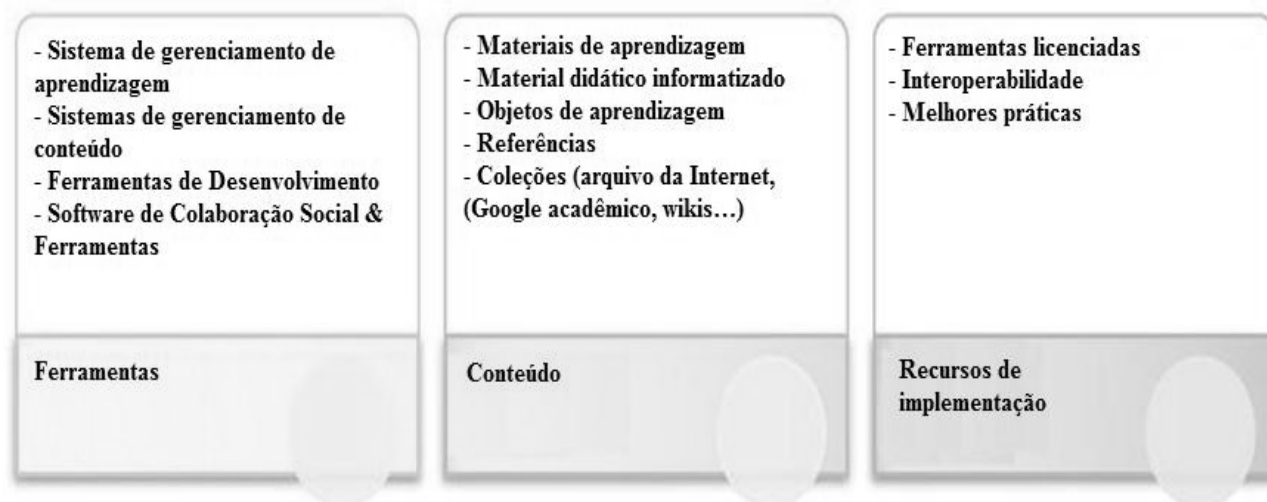 - Sistema de gerenciamento de
aprendizagem
- Sistemas de gerenciamento de
conteúdo
- Ferramentas de Desenvolvimento
- Software de Colaboração Social &
Ferramentas
Ferramentas
- Materiais de aprendizagem
- Material didático informatizado
- Objetos de aprendizagem
- Referências
- Coleções (arquivo da Internet,
(Google acadêmico, wikis…)
Conteúdo
- Ferramentas licenciadas
- Interoperabilidade
- Melhores práticas
Recursos de
implementação